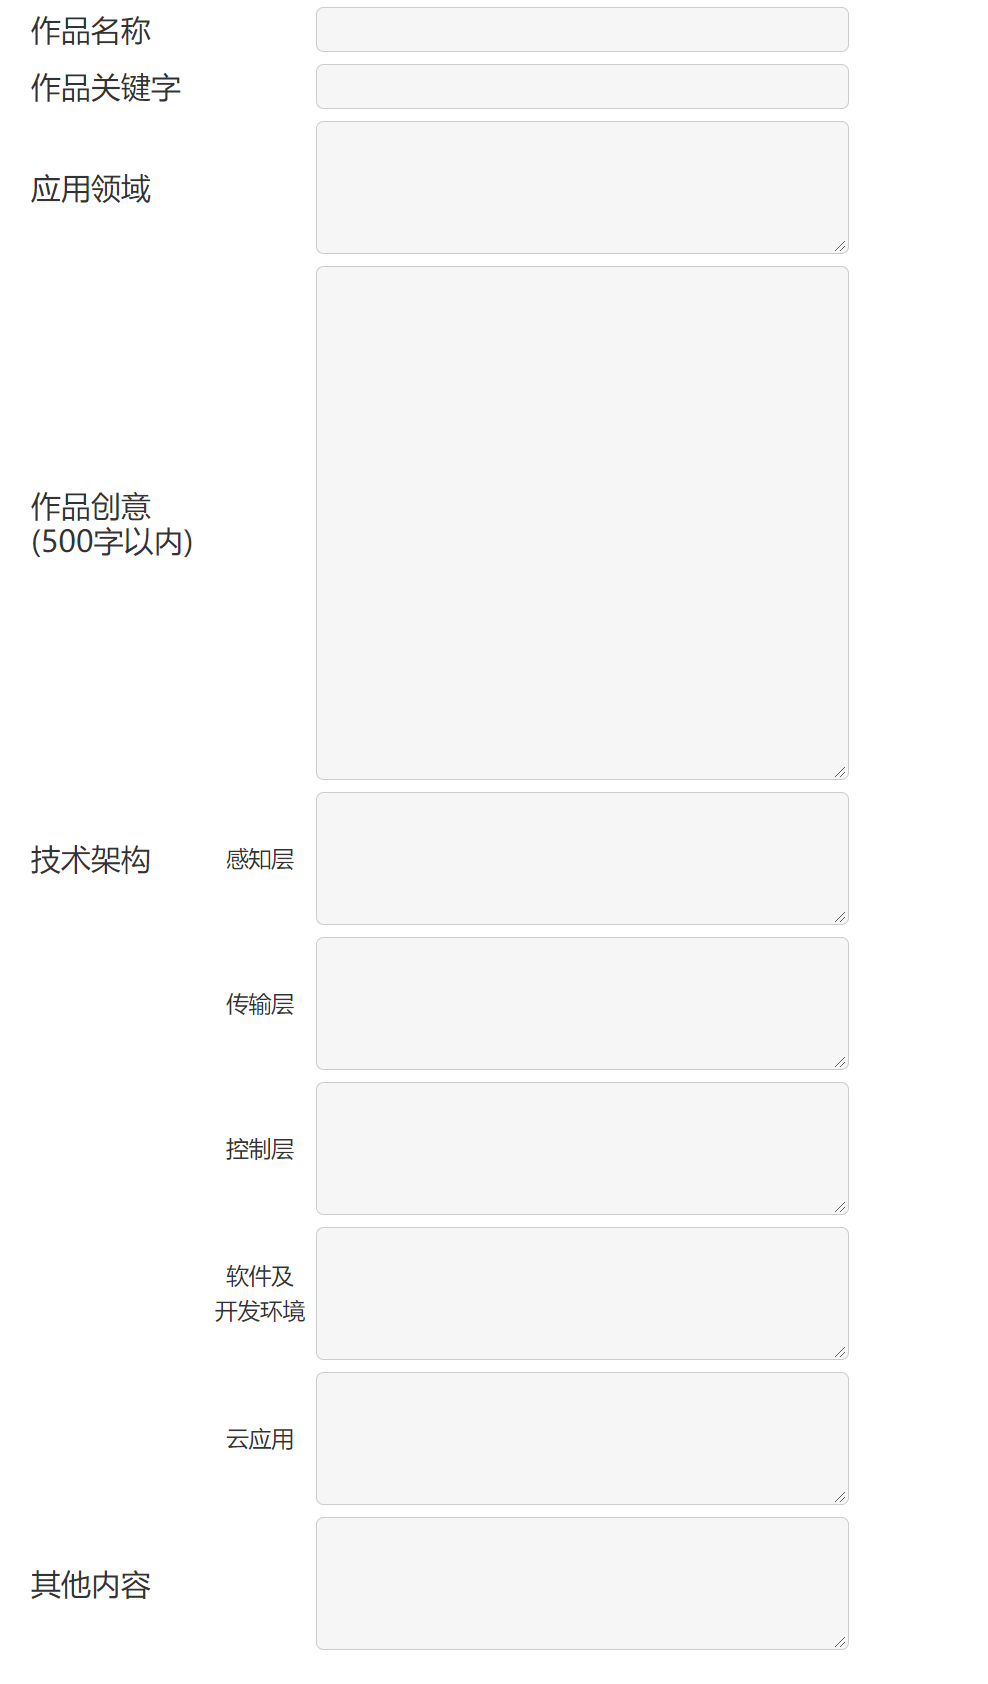 作品名称
作品关键字
应用领域
作品创意
(500字以内)
技术架构
感知层
传输层
控制层
软件及
开发环境
云应用
其他内容